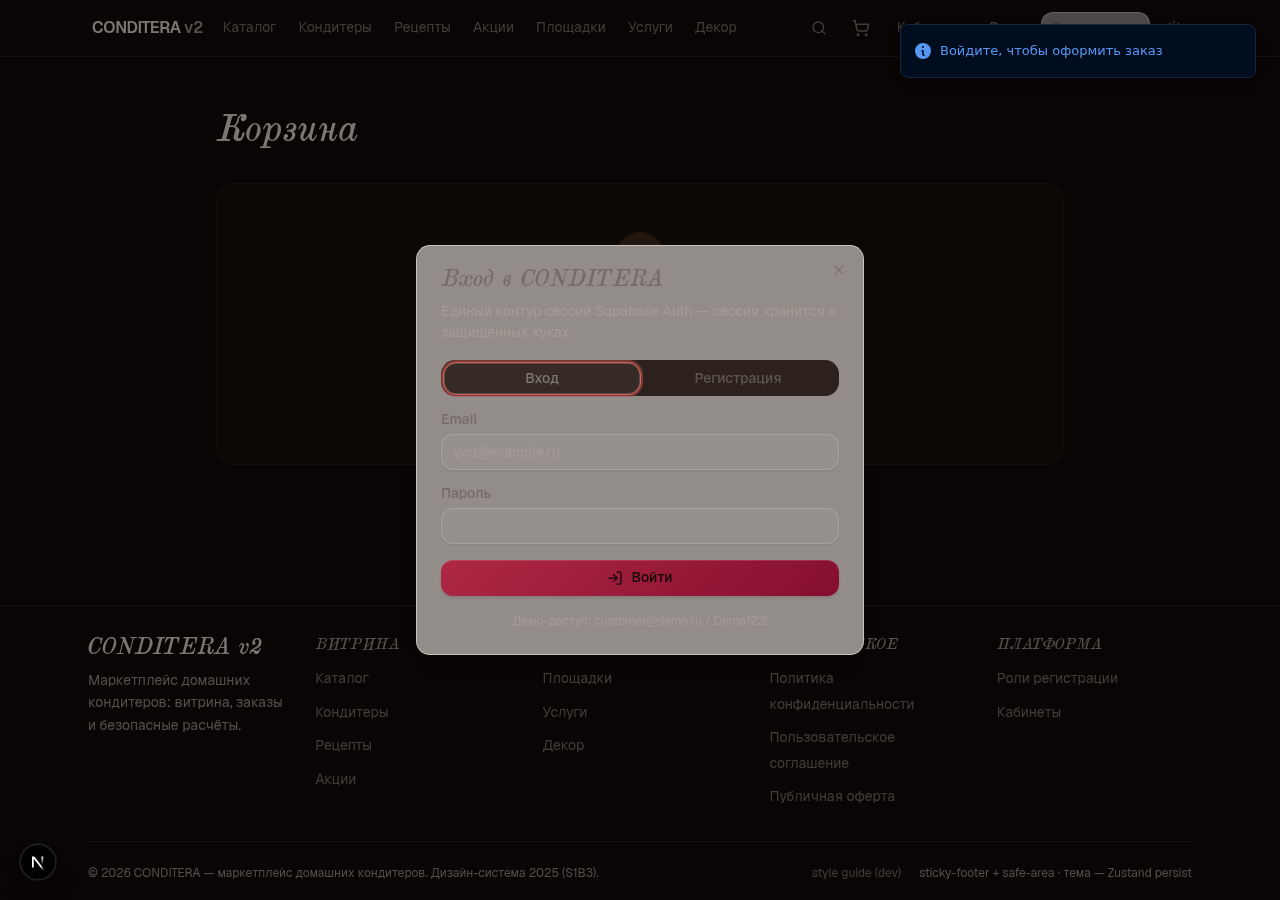 CONDITERA v2 Каталог Кондитеры Рецепты Акции Площадки Услуги Декор
Войдите, чтобы оформить заказ
Корзина
Вход в CONDITERA
Единый контур сессий Supabase Auth — сессия хранится в
защищённых куках.
Вход Регистрация
Email
you@example.ru
Пароль
Войти
Демо-доступ: customer@demo.ru / Demo123!
CONDITERA v2
Маркетплейс домашних
кондитеров: витрина, заказы
и безопасные расчёты.
ВИТРИНА
Каталог
Кондитеры
Рецепты
Акции
Площадки
Услуги
Декор
Политика
конфиденциальности
Пользовательское
соглашение
Публичная оферта
ПЛАТФОРМА
Роли регистрации
Кабинеты
N
© 2026 CONDITERA — маркетплейс домашних кондитеров. Дизайн-система 2025 (S1B3).
style guide (dev) sticky-footer + safe-area · тема — Zustand persist